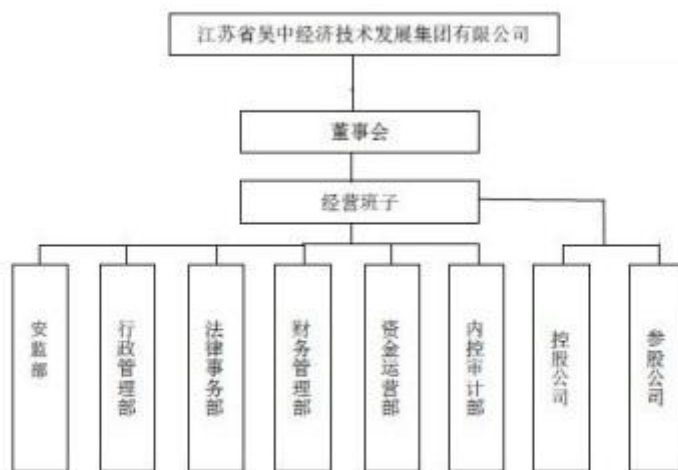 江苏省吴中经济技术发展集团有限公司
董事会
经营班子
安监部
行政管理部
法律事务部
财务管理部
资金运营部
内控审计部
控股公司
参股公司